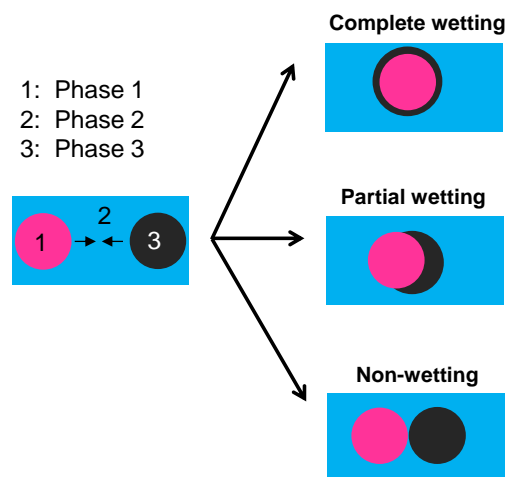 Complete wetting
1: Phase 1
2: Phase 2
3: Phase 3
Partial wetting
2
1
3
Non-wetting